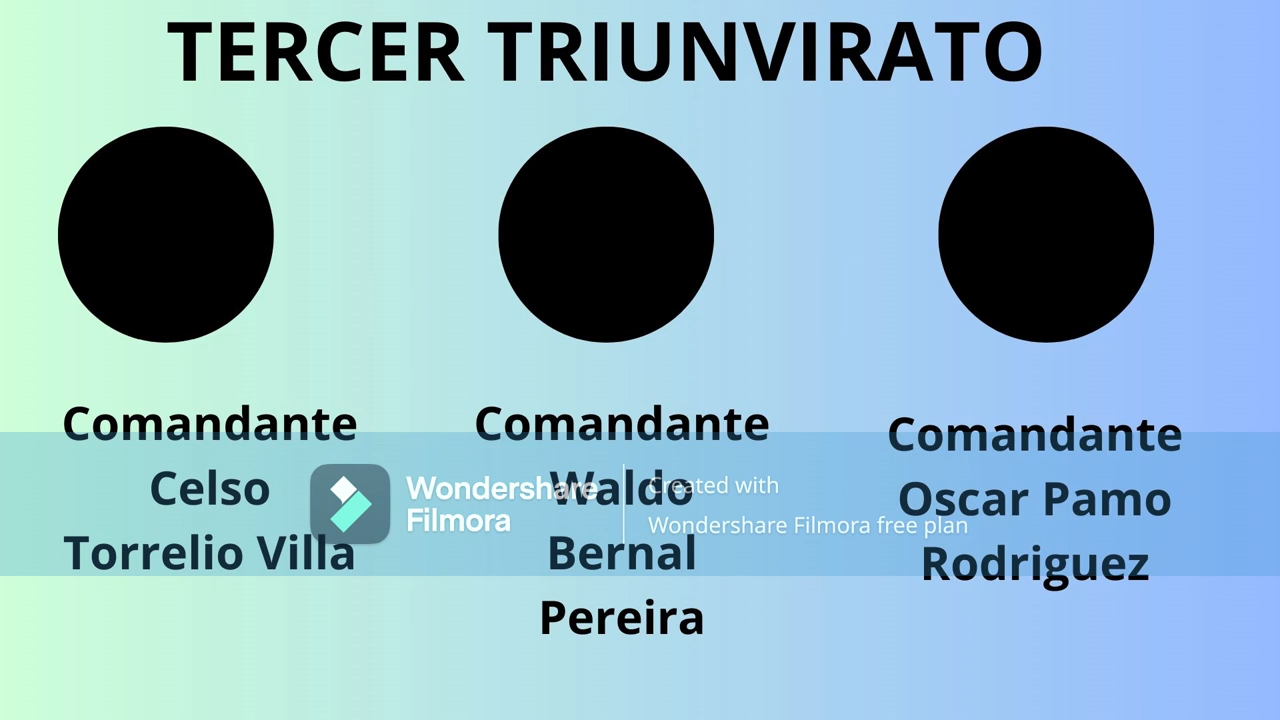 TERCER TRIUNVIRATO
Comandante
Celso
Torrelio Villa
Comandante
Waldo
Bernal
Pereira
Comandante
Oscar Pamo
Rodriguez
Wondershare
Filmora
Created with
Wondershare Filmora free plan